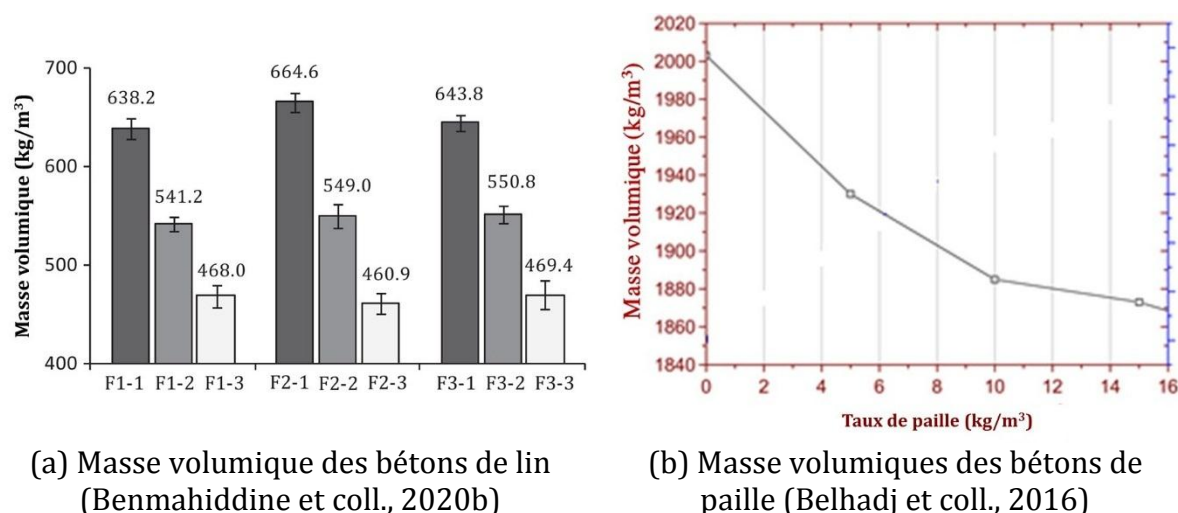 Masse volumique (kg/m³)
700
600
500
400
638.2
541.2
468.0
664.6
549.0
460.9
643.8
550.8
469.4
F1-1 F1-2 F1-3 F2-1 F2-2 F2-3 F3-1 F3-2 F3-3
(a) Masse volumique des bétons de lin
(Benmahiddine et coll., 2020b)
Masse volumique (kg/m³)
2020
2000
1980
1960
1940
1920
1900
1880
1860
1840
0 2 4 6 8 10 12 14 16
Taux de paille (kg/m³)
(b) Masse volumiques des bétons de
paille (Belhadj et coll., 2016)